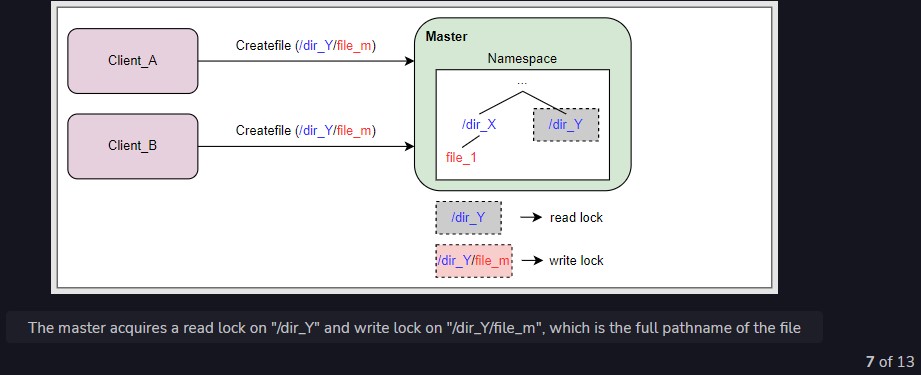 Master
Namespace
Client_A
Createfile (/dir_Y/file_m)
...
/dir_X
/dir_Y
Client_B
Createfile (/dir_Y/file_m)
file_1
/dir_Y
read lock
/dir_Y/file_m
write lock
The master acquires a read lock on "/dir_Y" and write lock on "/dir_Y/file_m", which is the full pathname of the file
7 of 13